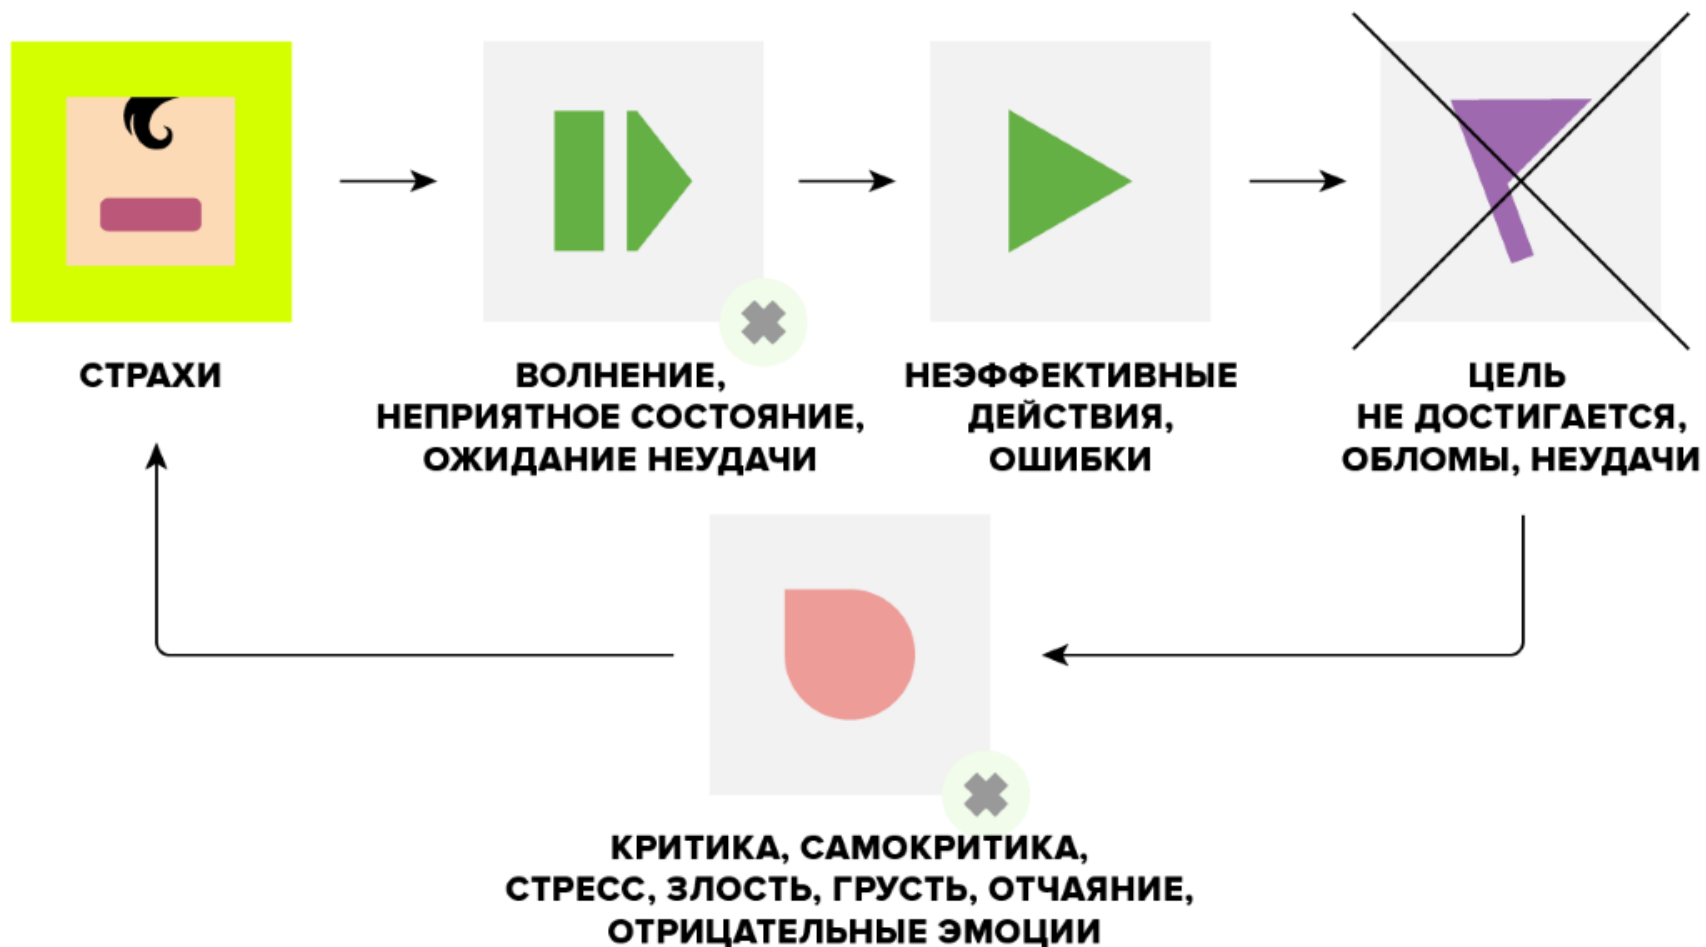 СТРАХИ
ВОЛНЕНИЕ,
НЕПРИЯТНОЕ СОСТОЯНИЕ,
ОЖИДАНИЕ НЕУДАЧИ
НЕЭФФЕКТИВНЫЕ
ДЕЙСТВИЯ,
ОШИБКИ
ЦЕЛЬ
НЕ ДОСТИГАЕТСЯ,
ОБЛОМЫ, НЕУДАЧИ
КРИТИКА, САМОКРИТИКА,
СТРЕСС, ЗЛОСТЬ, ГРУСТЬ, ОТЧАЯНИЕ,
ОТРИЦАТЕЛЬНЫЕ ЭМОЦИИ